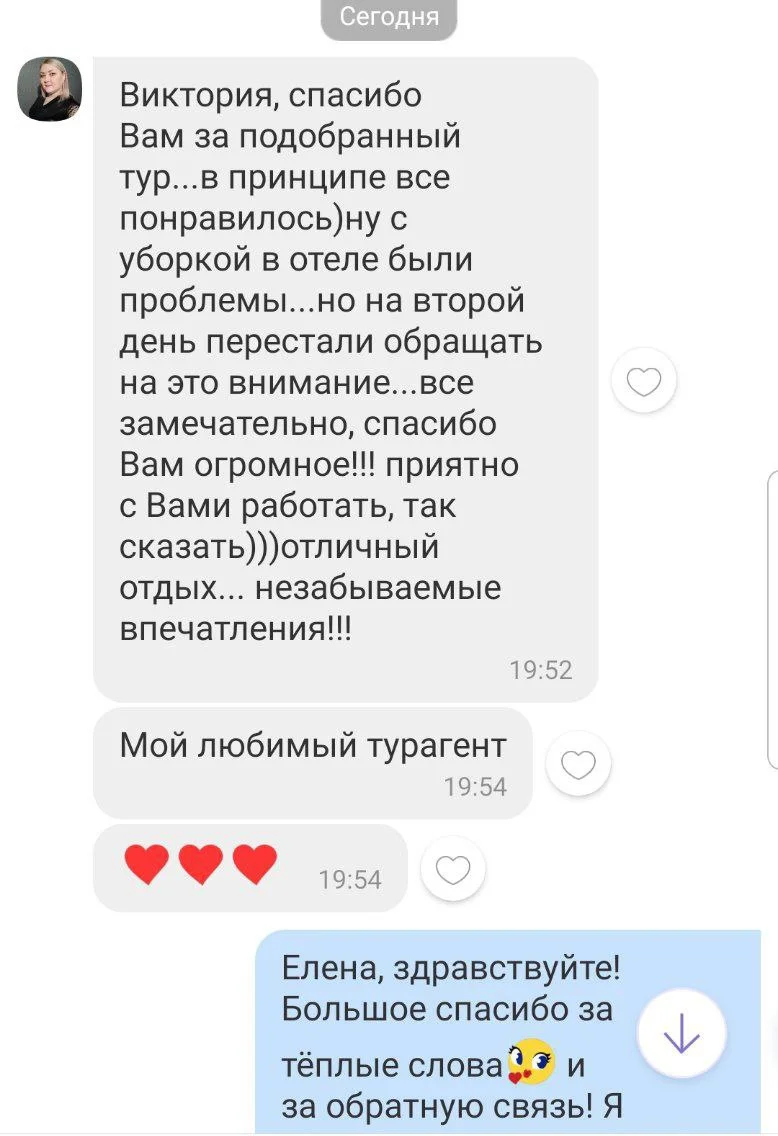 Сегодня
Виктория, спасибо
Вам за подобранный
тур...в принципе все
понравилось)ну с
уборкой в отеле были
проблемы...но на второй
день перестали обращать
на это внимание...все
замечательно, спасибо
Вам огромное!!! приятно
с Вами работать, так
сказать)))отличный
отдых... незабываемые
впечатления!!!
19:52
Мой любимый турагент
19:54
❤❤❤ 19:54
Елена, здравствуйте!
Большое спасибо за
тёплые слова😘 и
за обратную связь! Я